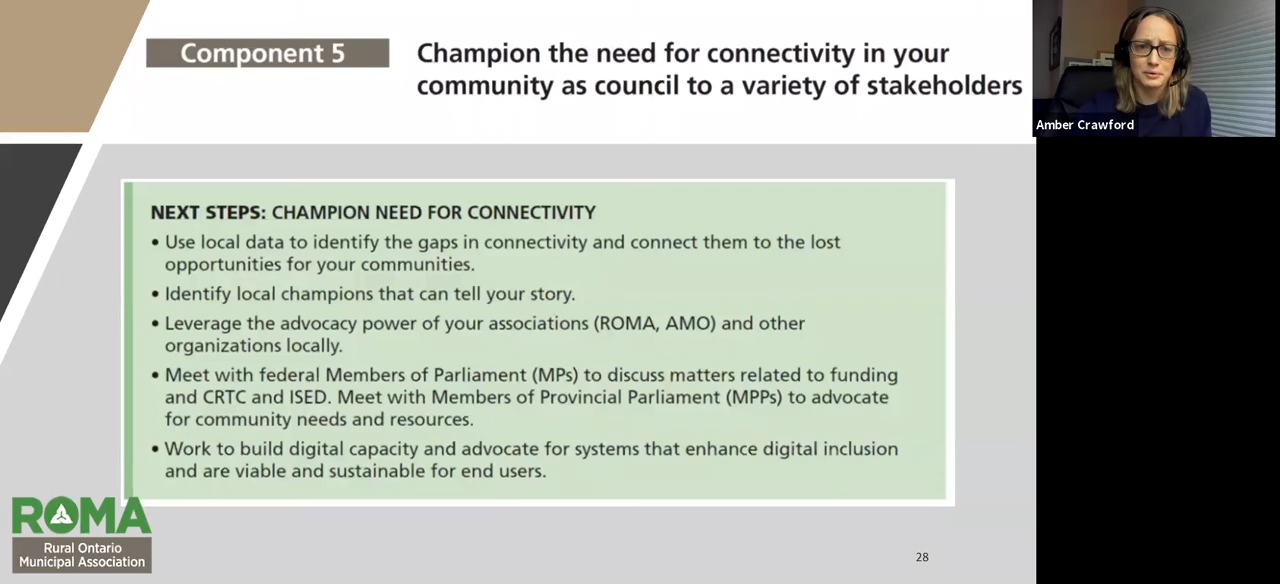 Component 5
Champion the need for connectivity in your
community as council to a variety of stakeholders
Amber Crawford
NEXT STEPS: CHAMPION NEED FOR CONNECTIVITY
• Use local data to identify the gaps in connectivity and connect them to the lost
opportunities for your communities.
• Identify local champions that can tell your story.
• Leverage the advocacy power of your associations (ROMA, AMO) and other
organizations locally.
• Meet with federal Members of Parliament (MPs) to discuss matters related to funding
and CRTC and ISED. Meet with Members of Provincial Parliament (MPPs) to advocate
for community needs and resources.
• Work to build digital capacity and advocate for systems that enhance digital inclusion
and are viable and sustainable for end users.
ROMA
Rural Ontario
Municipal Association
28